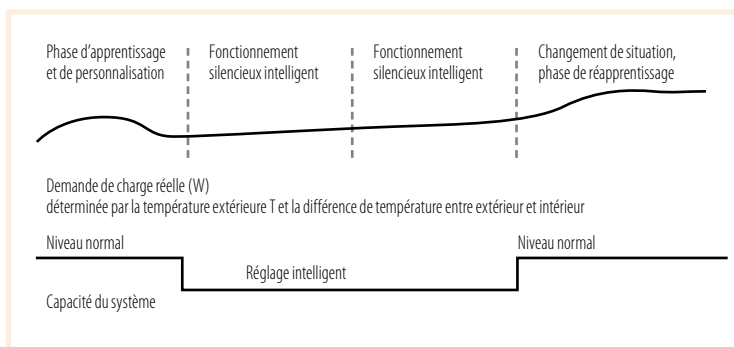 Phase d'apprentissage
et de personnalisation
Fonctionnement
silencieux intelligent
Fonctionnement
silencieux intelligent
Changement de situation,
phase de réapprentissage
Demande de charge réelle (W)
déterminée par la température extérieure T et la différence de température entre extérieur et intérieur
Niveau normal
Niveau normal
Réglage intelligent
Capacité du système